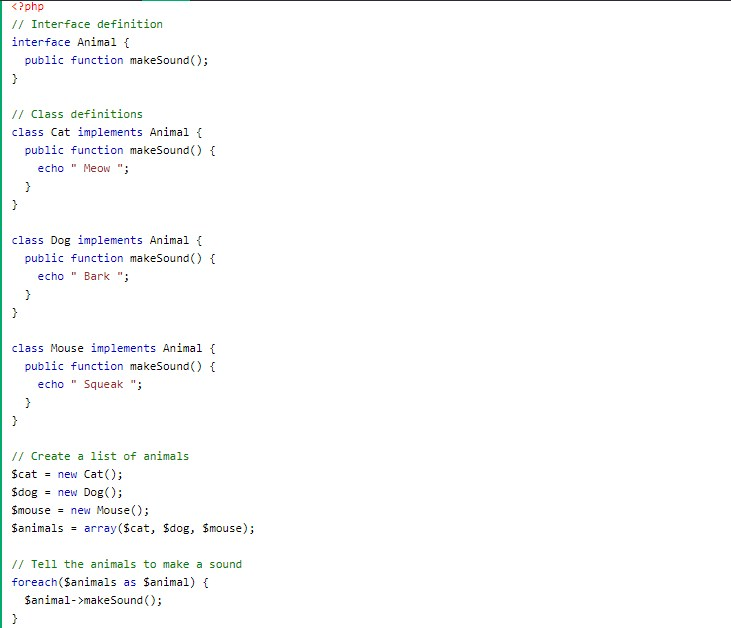 <?php
// Interface definition
interface Animal {
  public function makeSound();
}

// Class definitions
class Cat implements Animal {
  public function makeSound() {
    echo " Meow ";
  }
}

class Dog implements Animal {
  public function makeSound() {
    echo " Bark ";
  }
}

class Mouse implements Animal {
  public function makeSound() {
    echo " Squeak ";
  }
}

// Create a list of animals
$cat = new Cat();
$dog = new Dog();
$mouse = new Mouse();
$animals = array($cat, $dog, $mouse);

// Tell the animals to make a sound
foreach($animals as $animal) {
  $animal->makeSound();
}